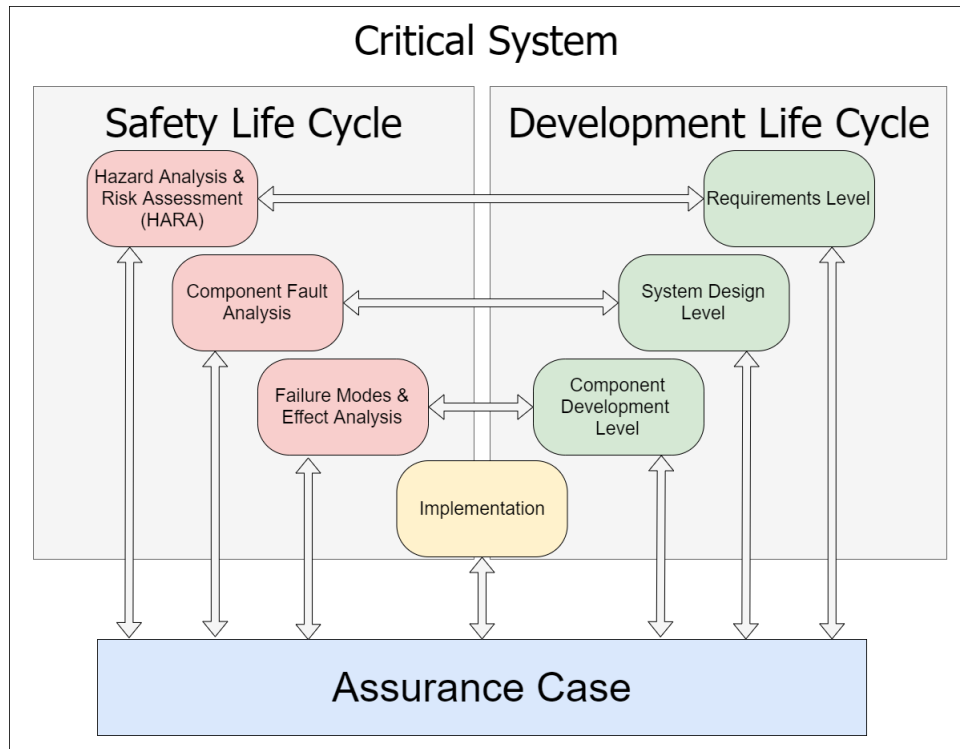 Critical System
Safety Life Cycle
Development Life Cycle
Hazard Analysis &
Risk Assessment
(HARA)
Requirements Level
Component Fault
Analysis
System Design
Level
Failure Modes &
Effect Analysis
Component
Development
Level
Implementation
Assurance Case